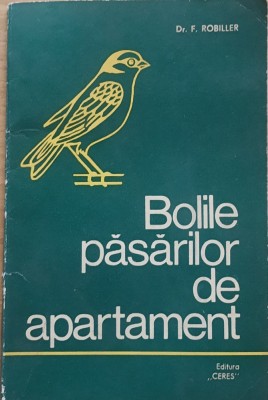 Dr. F. ROBILLER
Bolile
păsărilor
de
apartament
Editura
„CERES"